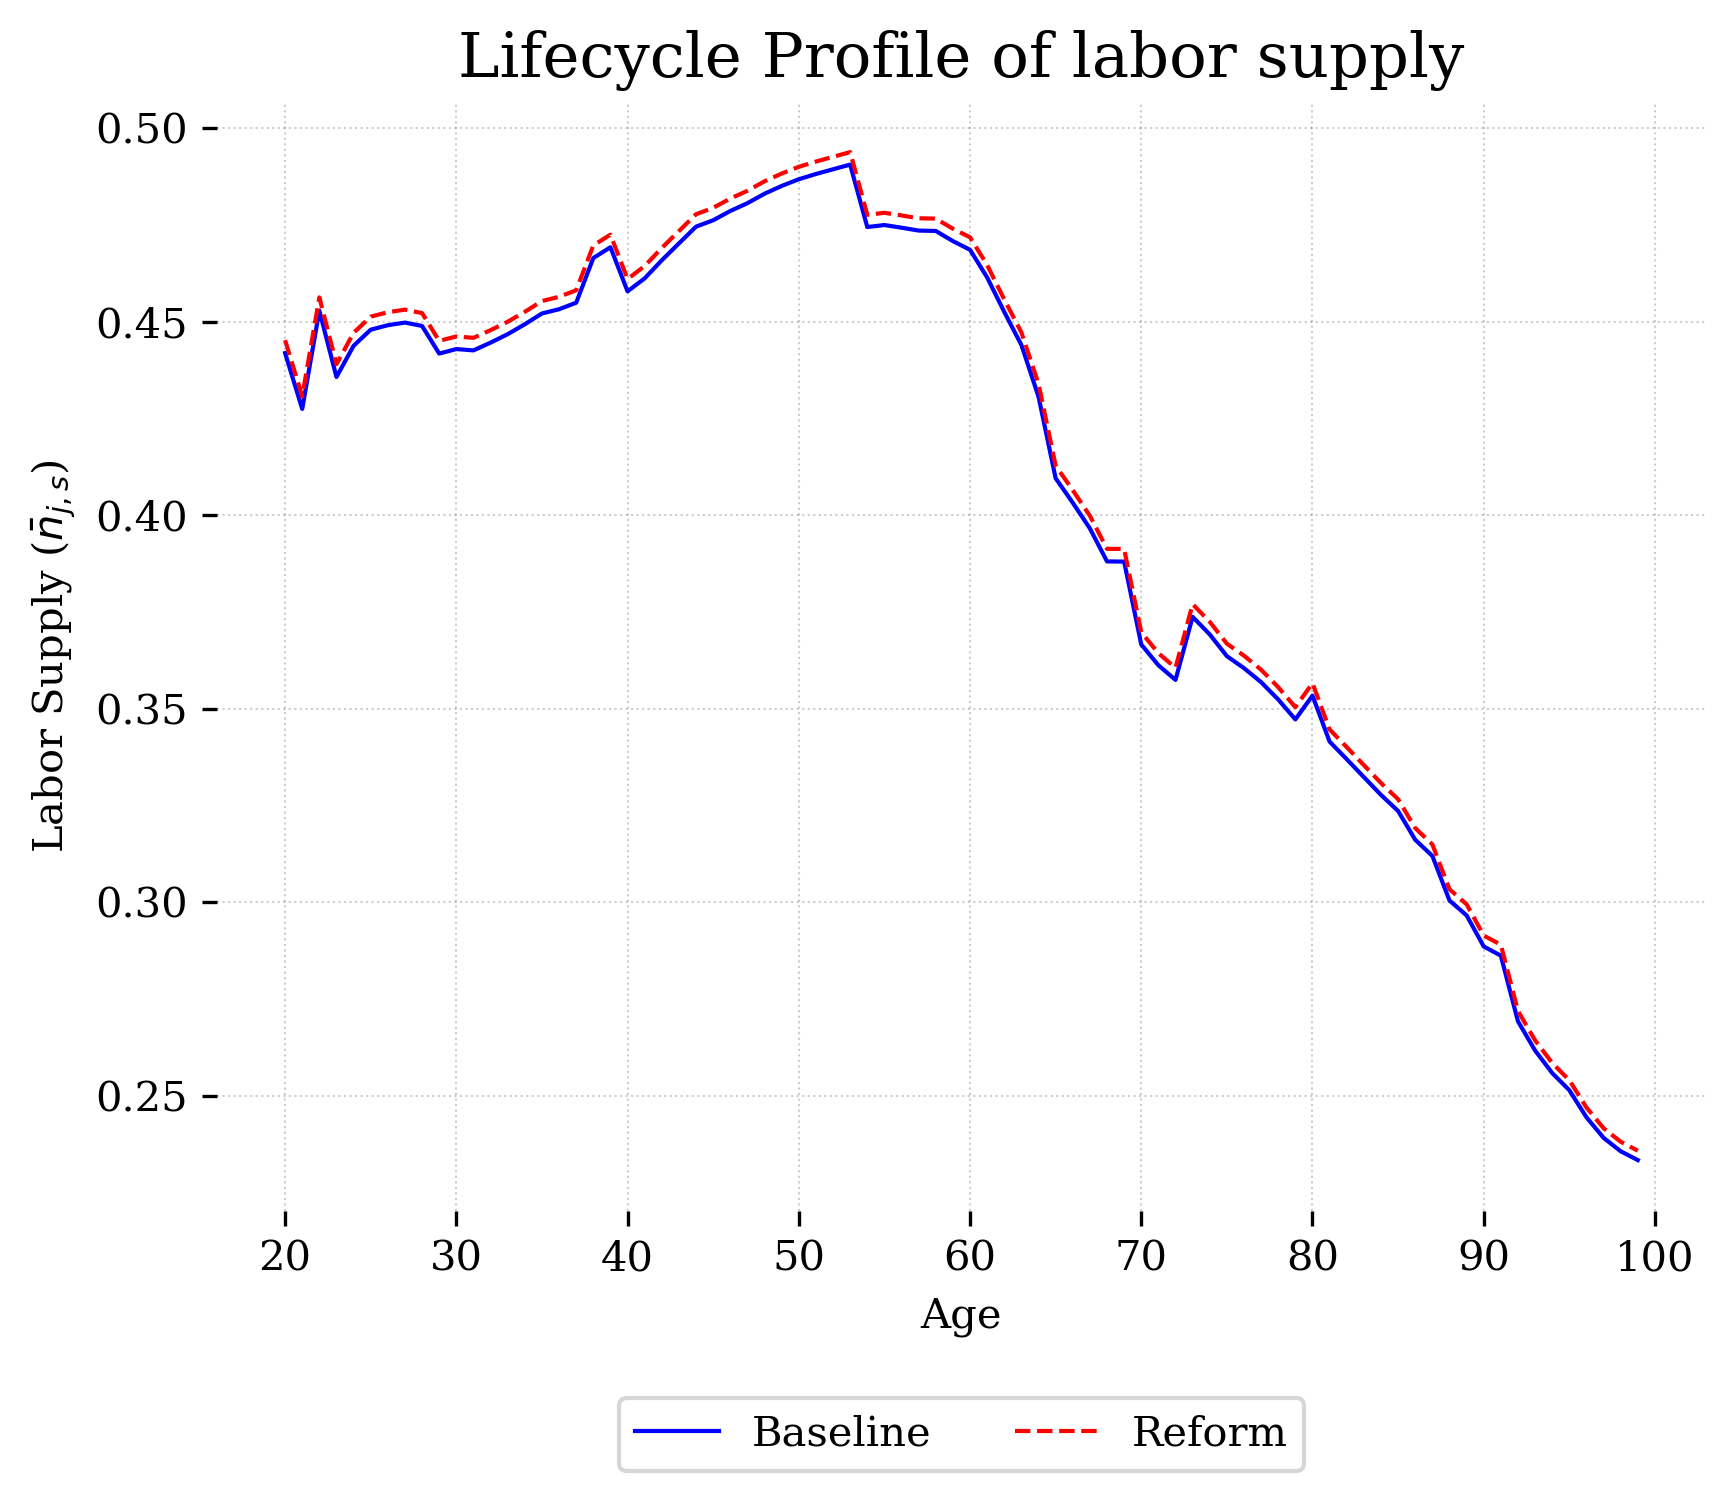 Lifecycle Profile of labor supply
0.50
0.45
0.40
0.35
0.30
0.25
Labor Supply ($\bar{n}_{j,s}$)
20 30 40 50 60 70 80 90 100
Age
Baseline Reform